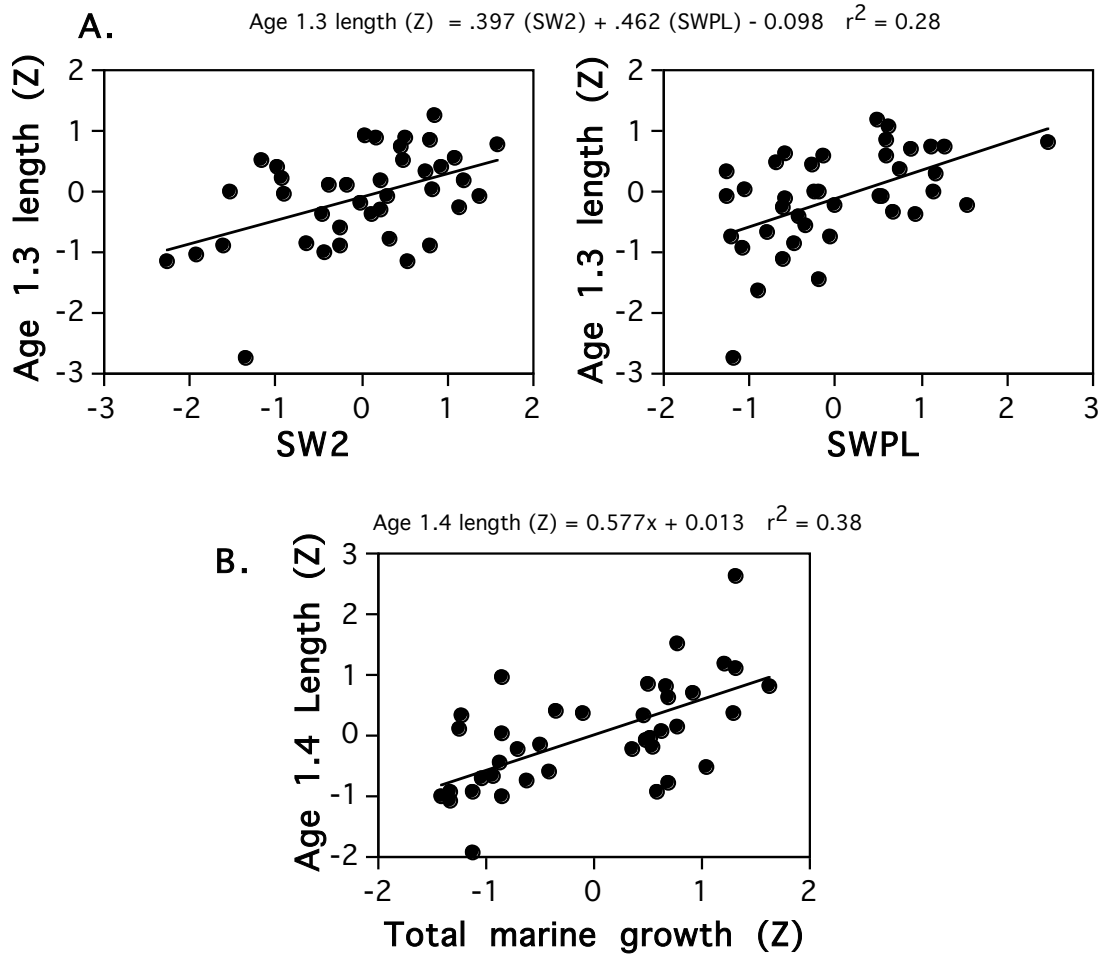 A.
Age 1.3 length (Z) = .397 (SW2) + .462 (SWPL) - 0.098 r2 = 0.28
Age 1.3 length (Z)
2
1
0
-1
-2
-3
-3 -2 -1 0 1 2
SW2
Age 1.3 length (Z)
2
1
0
-1
-2
-3
-2 -1 0 1 2 3
SWPL
Age 1.4 length (Z) = 0.577x + 0.013 r2 = 0.38
B.
Age 1.4 Length (Z)
3
2
1
0
-1
-2
-2 -1 0 1 2
Total marine growth (Z)